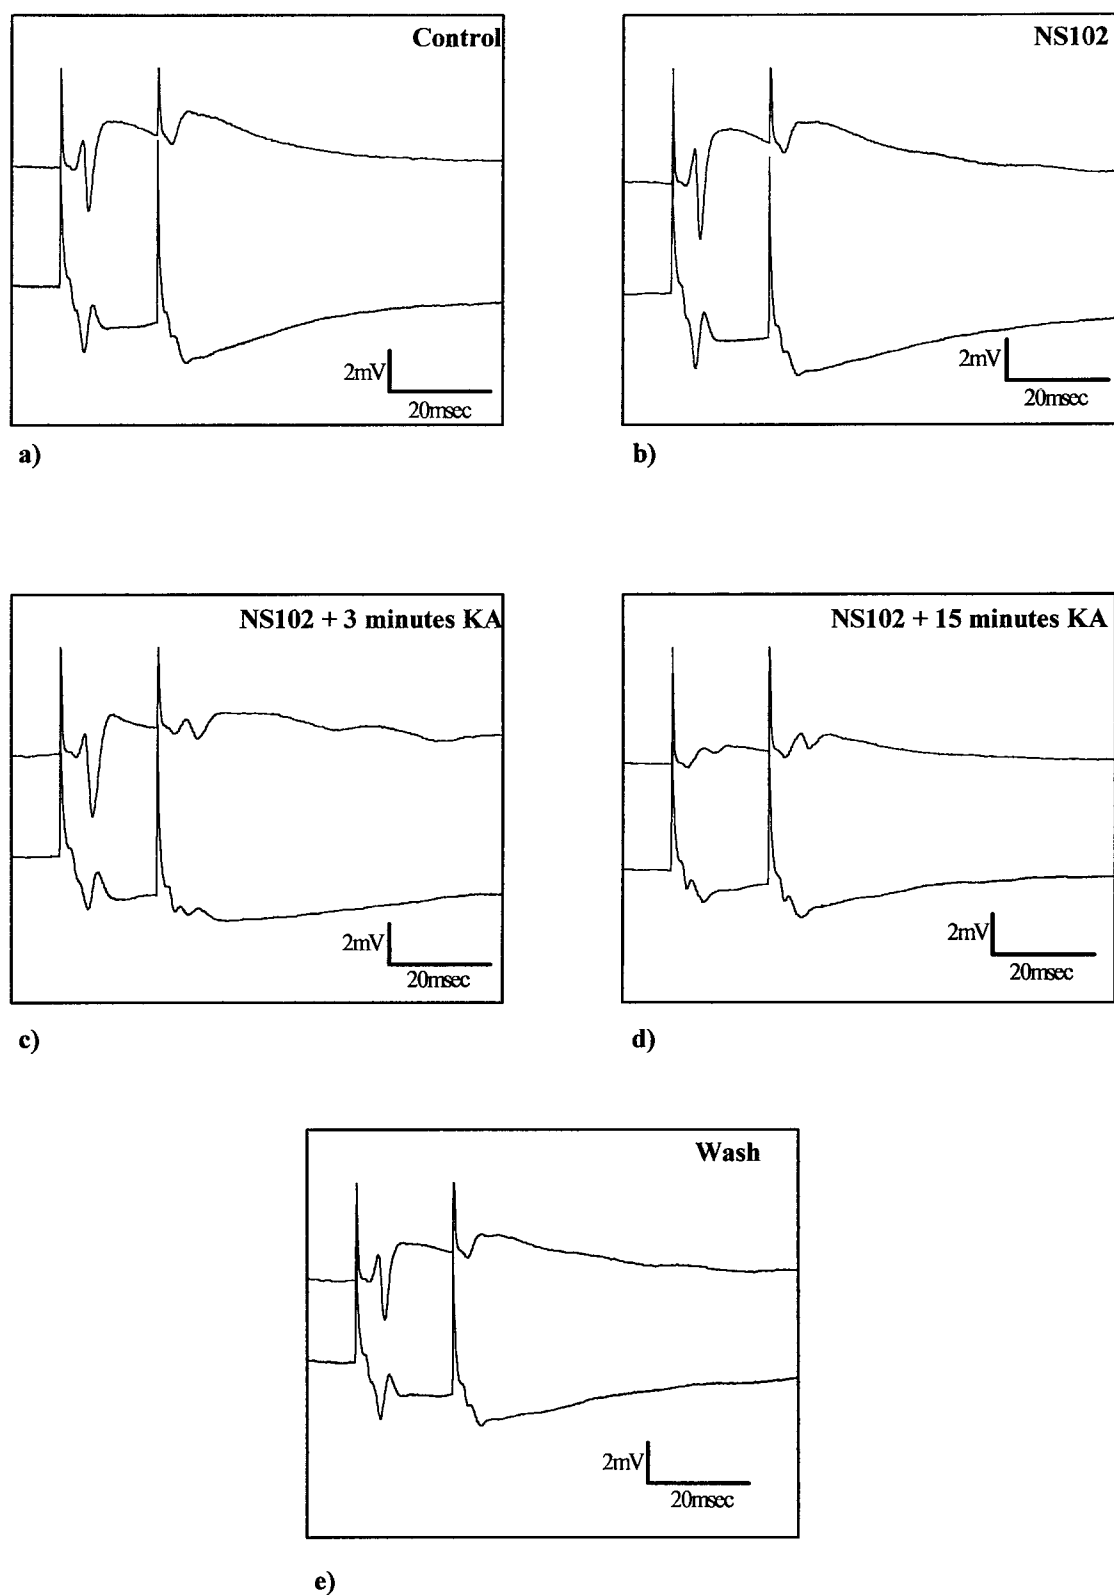 Control
2mV
20msec
a)
NS102
2mV
20msec
b)
NS102 + 3 minutes KA
2mV
20msec
c)
NS102 + 15 minutes KA
2mV
20msec
d)
Wash
2mV
20msec
e)